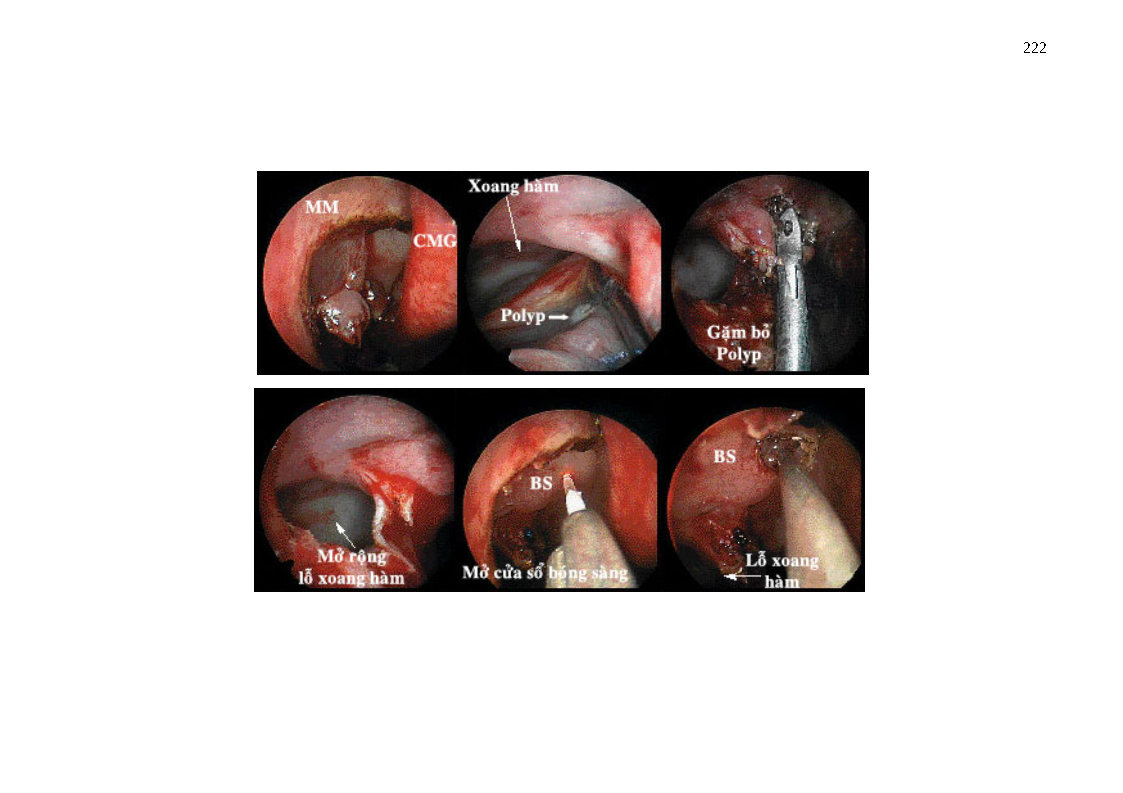 222
MM
CMG
Xoang hàm
Polyp
Gặm bỏ
Polyp
Mở rộng
lỗ xoang hàm
BS
Mở cửa sổ bóng sàng
BS
Lỗ xoang
hàm